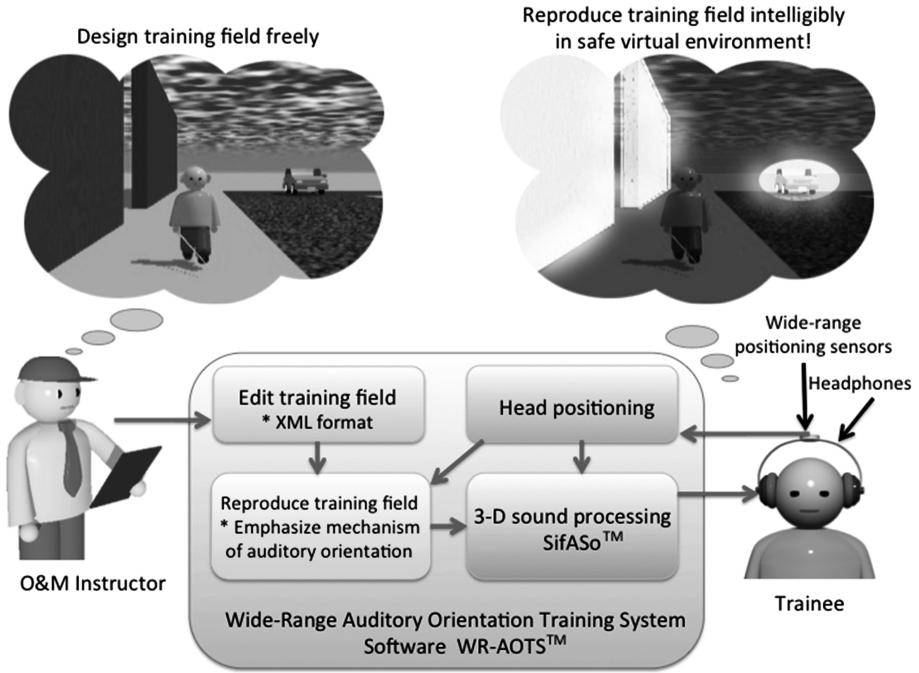 Design training field freely
Reproduce training field intelligibly
in safe virtual environment!
Wide-range
positioning sensors
Headphones
Edit training field
* XML format
Head positioning
Reproduce training field
* Emphasize mechanism
of auditory orientation
3-D sound processing
SifASo™
O&M Instructor
Trainee
Wide-Range Auditory Orientation Training System
Software WR-AOTS™